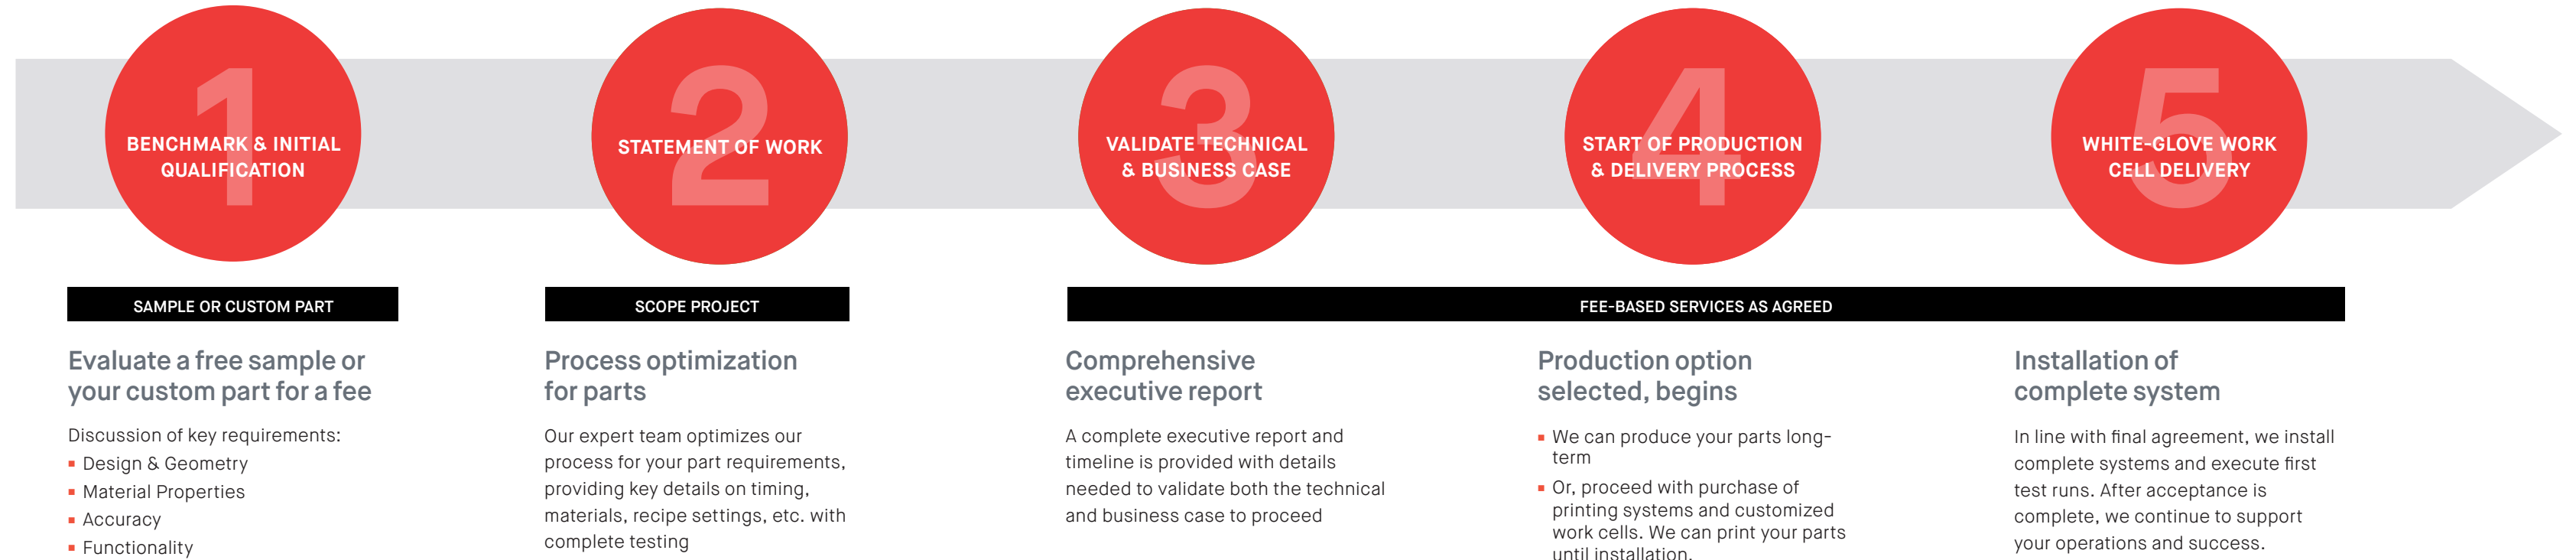 1
BENCHMARK & INITIAL
QUALIFICATION
2
STATEMENT OF WORK
3
VALIDATE TECHNICAL
& BUSINESS CASE
4
START OF PRODUCTION
& DELIVERY PROCESS
5
WHITE-GLOVE WORK
CELL DELIVERY
SAMPLE OR CUSTOM PART
SCOPE PROJECT
FEE-BASED SERVICES AS AGREED
Evaluate a free sample or
your custom part for a fee
Discussion of key requirements:
▪ Design & Geometry
▪ Material Properties
▪ Accuracy
▪ Functionality
Process optimization
for parts
Our expert team optimizes our
process for your part requirements,
providing key details on timing,
materials, recipe settings, etc. with
complete testing
Comprehensive
executive report
A complete executive report and
timeline is provided with details
needed to validate both the technical
and business case to proceed
Production option
selected, begins
▪ We can produce your parts long-
term
▪ Or, proceed with purchase of
printing systems and customized
work cells. We can print your parts
until installation.
Installation of
complete system
In line with final agreement, we install
complete systems and execute first
test runs. After acceptance is
complete, we continue to support
your operations and success.